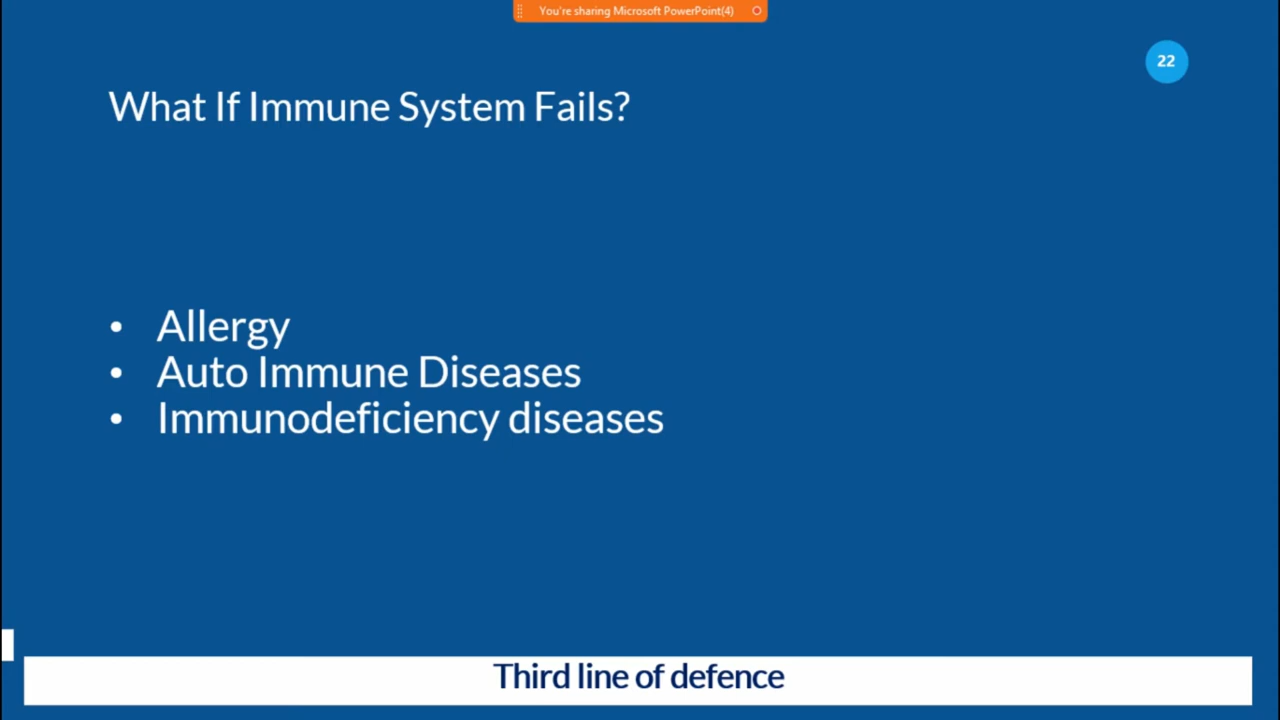 You're sharing Microsoft PowerPoint(4)
22
What If Immune System Fails?
• Allergy
• Auto Immune Diseases
• Immunodeficiency diseases
Third line of defence